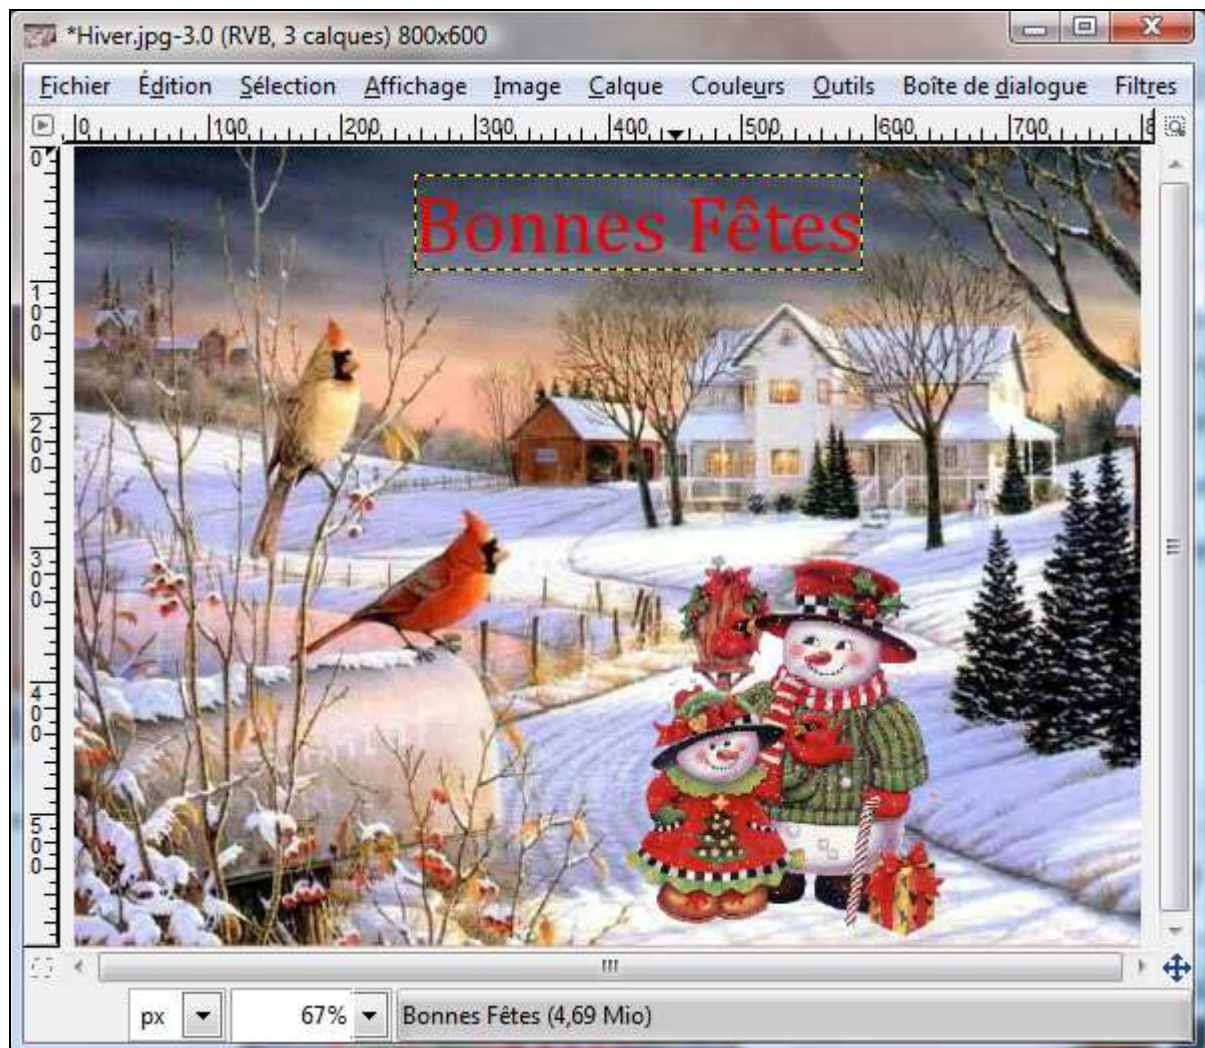 *Hiver.jpg-3.0 (RVB, 3 calques) 800x600
Fichier Édition Sélection Affichage Image Calque Couleurs Outils Boîte de dialogue Filtres
0 100 200 300 400 500 600 700 8
0
100
200
300
400
500
Bonnes Fêtes
px 67% Bonnes Fêtes (4,69 Mio)